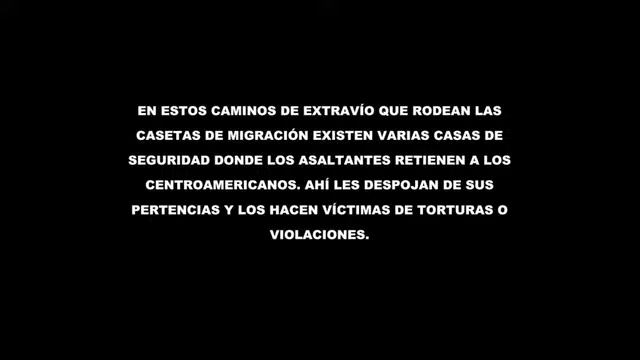 EN ESTOS CAMINOS DE EXTRAVÍO QUE RODEAN LAS
CASETAS DE MIGRACIÓN EXISTEN VARIAS CASAS DE
SEGURIDAD DONDE LOS ASALTANTES RETIENEN A LOS
CENTROAMERICANOS. AHÍ LES DESPOJAN DE SUS
PERTENCIAS Y LOS HACEN VÍCTIMAS DE TORTURAS O
VIOLACIONES.